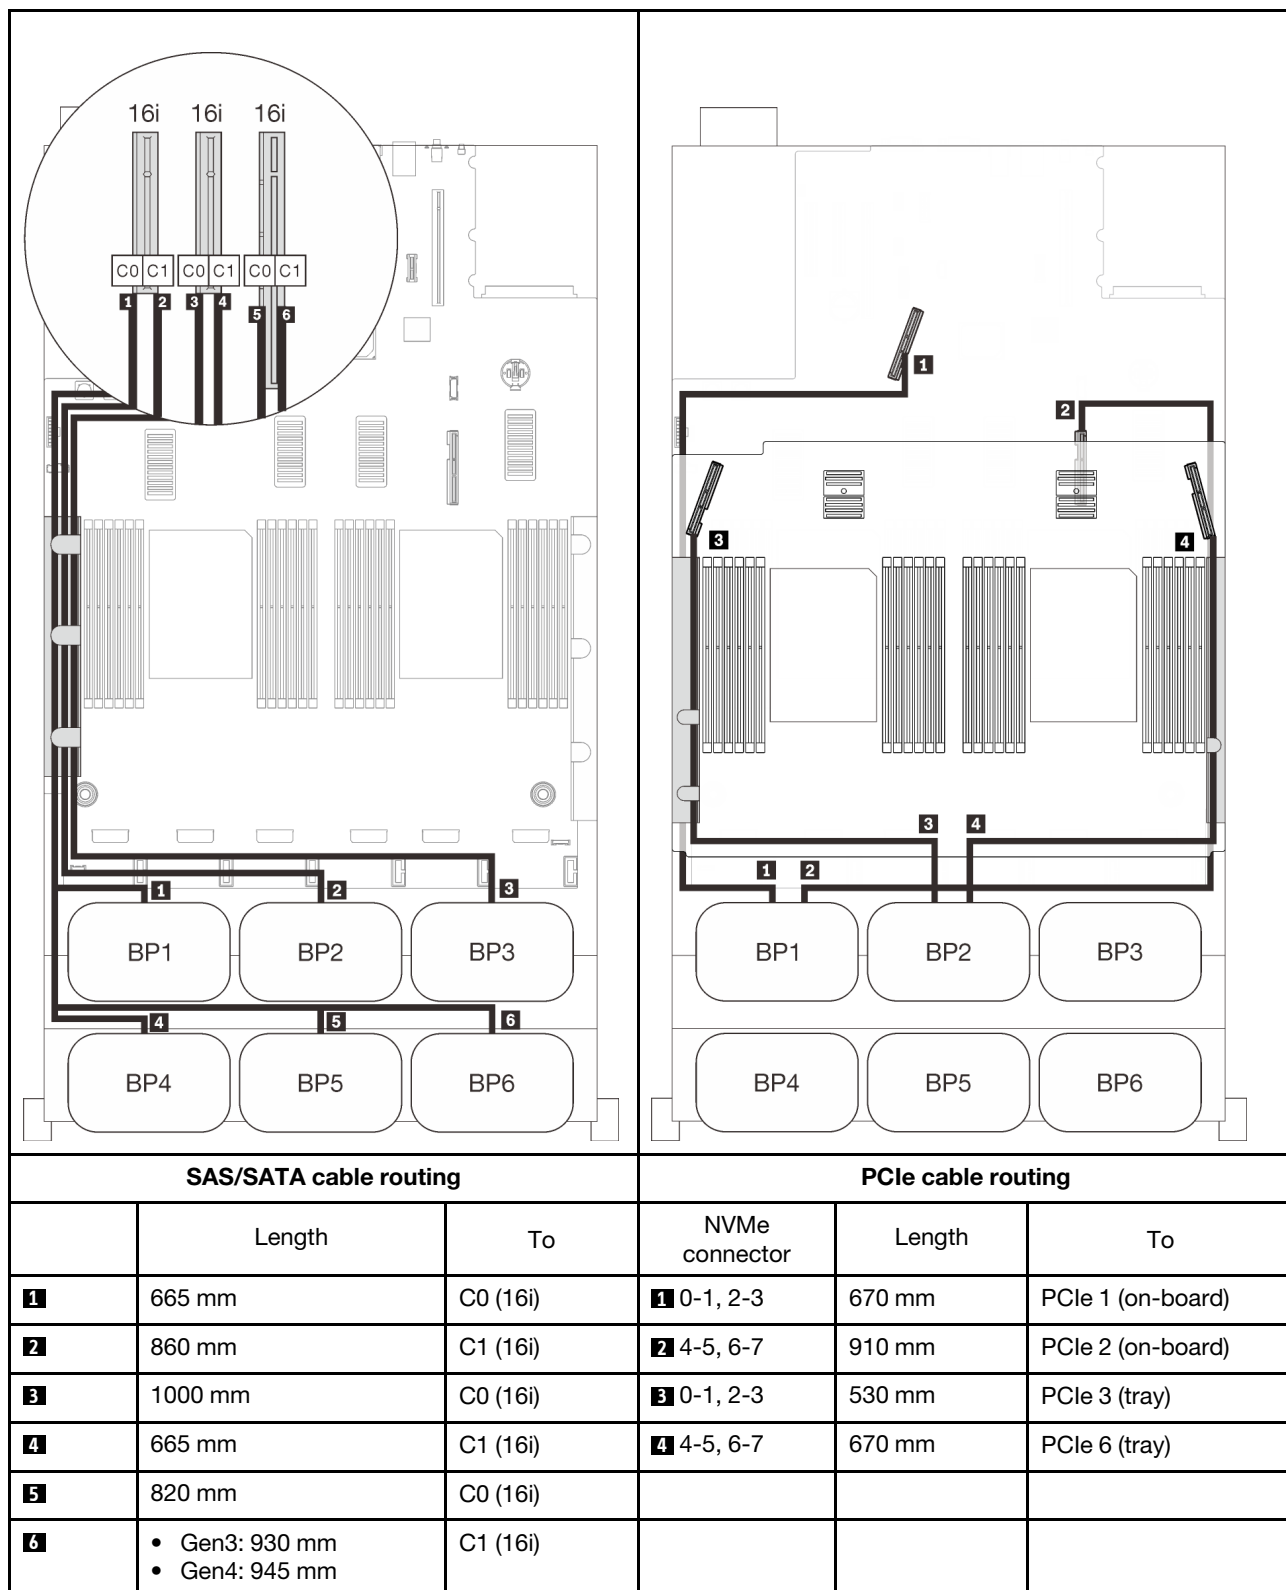 16i 16i 16i
C0 C1 C0 C1 C0 C1
1 2 3 4 5 6
1 2 3
BP1 BP2 BP3
4 5 6
BP4 BP5 BP6
1
2
3 4
3 4
1 2
BP1 BP2 BP3
BP4 BP5 BP6
SAS/SATA cable routing PCIe cable routing
Length To NVMe connector Length To
1 665 mm C0 (16i) 1 0-1, 2-3 670 mm PCIe 1 (on-board)
2 860 mm C1 (16i) 2 4-5, 6-7 910 mm PCIe 2 (on-board)
3 1000 mm C0 (16i) 3 0-1, 2-3 530 mm PCIe 3 (tray)
4 665 mm C1 (16i) 4 4-5, 6-7 670 mm PCIe 6 (tray)
5 820 mm C0 (16i)
6 • Gen3: 930 mm C1 (16i)
• Gen4: 945 mm